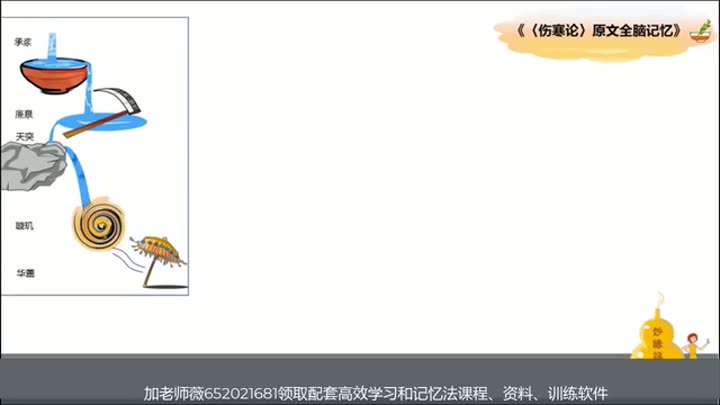 《〈伤寒论〉原文全脑记忆》
承浆
廉泉
天突
璇玑
华盖
加老师薇652021681领取配套高效学习和记忆法课程、资料、训练软件